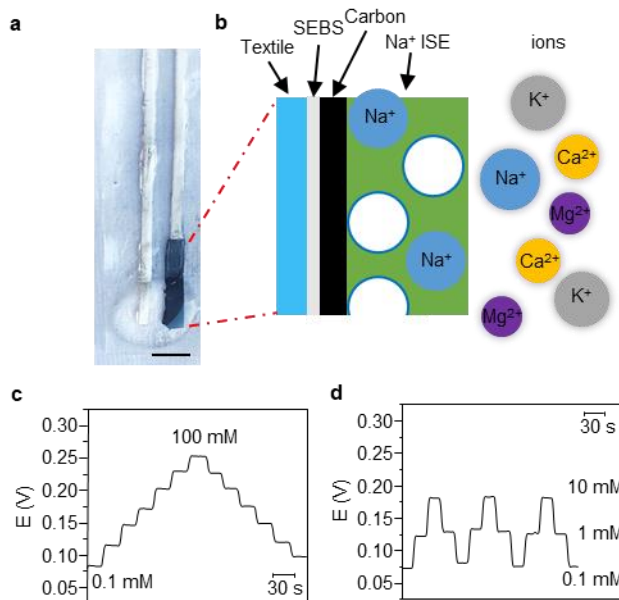 a
b
SEBS
Carbon
Textile
Na⁺ ISE
ions
Na⁺
Na⁺
K⁺
Ca²⁺
Na⁺
Mg²⁺
Ca²⁺
K⁺
Mg²⁺
c
E (V)
0.30
0.25
0.20
0.15
0.10
0.05
100 mM
0.1 mM
30 s
d
E (V)
0.30
0.25
0.20
0.15
0.10
0.05
30 s
10 mM
1 mM
0.1 mM